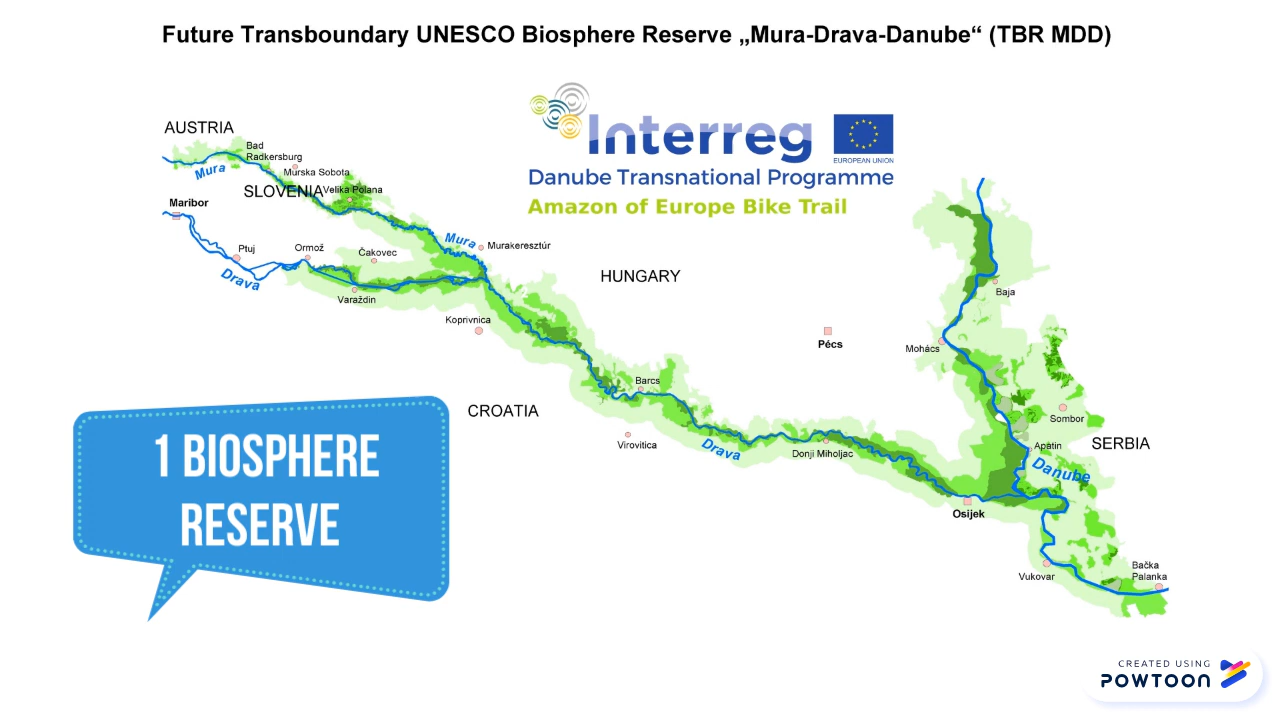 Future Transboundary UNESCO Biosphere Reserve „Mura-Drava-Danube“ (TBR MDD)
Interreg
EUROPEAN UNION
Danube Transnational Programme
Amazon of Europe Bike Trail
AUSTRIA
Bad
Radkersburg
Mura
Murska Sobota
SLOVENIA
Velika Polana
Maribor
Ptuj
Ormož
Čakovec
Mura
Murakeresztúr
Drava
Varaždin
HUNGARY
Koprivnica
Pécs
Baja
Mohács
Barcs
CROATIA
Virovitica
Drava
Donji Miholjac
Sombor
SERBIA
Apatin
Danube
Osijek
Vukovar
Bačka
Palanka
1 BIOSPHERE
RESERVE
CREATED USING
POWTOON